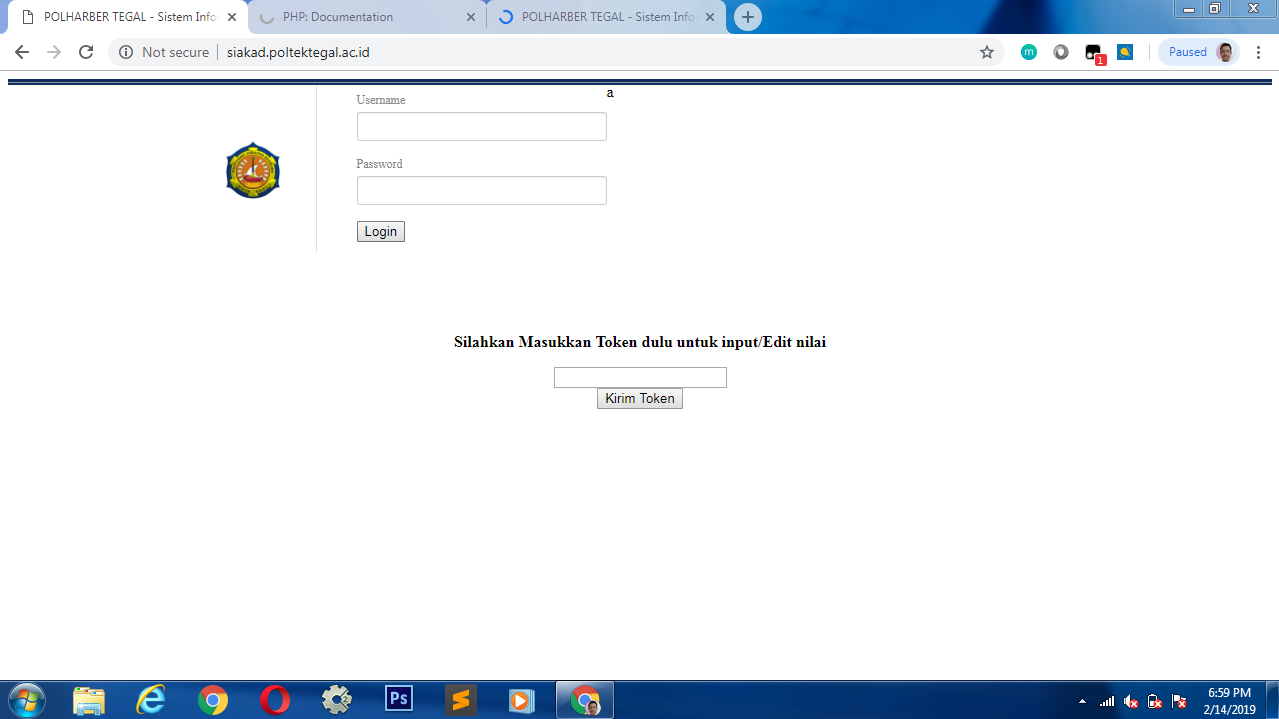 POLHARBER TEGAL - Sistem Info
PHP: Documentation
POLHARBER TEGAL - Sistem Info
Not secure
siakad.poltektegal.ac.id
m
1
Paused
a
Username
Password
Login
Silahkan Masukkan Token dulu untuk input/Edit nilai
Kirim Token
Ps
6:59 PM
2/14/2019